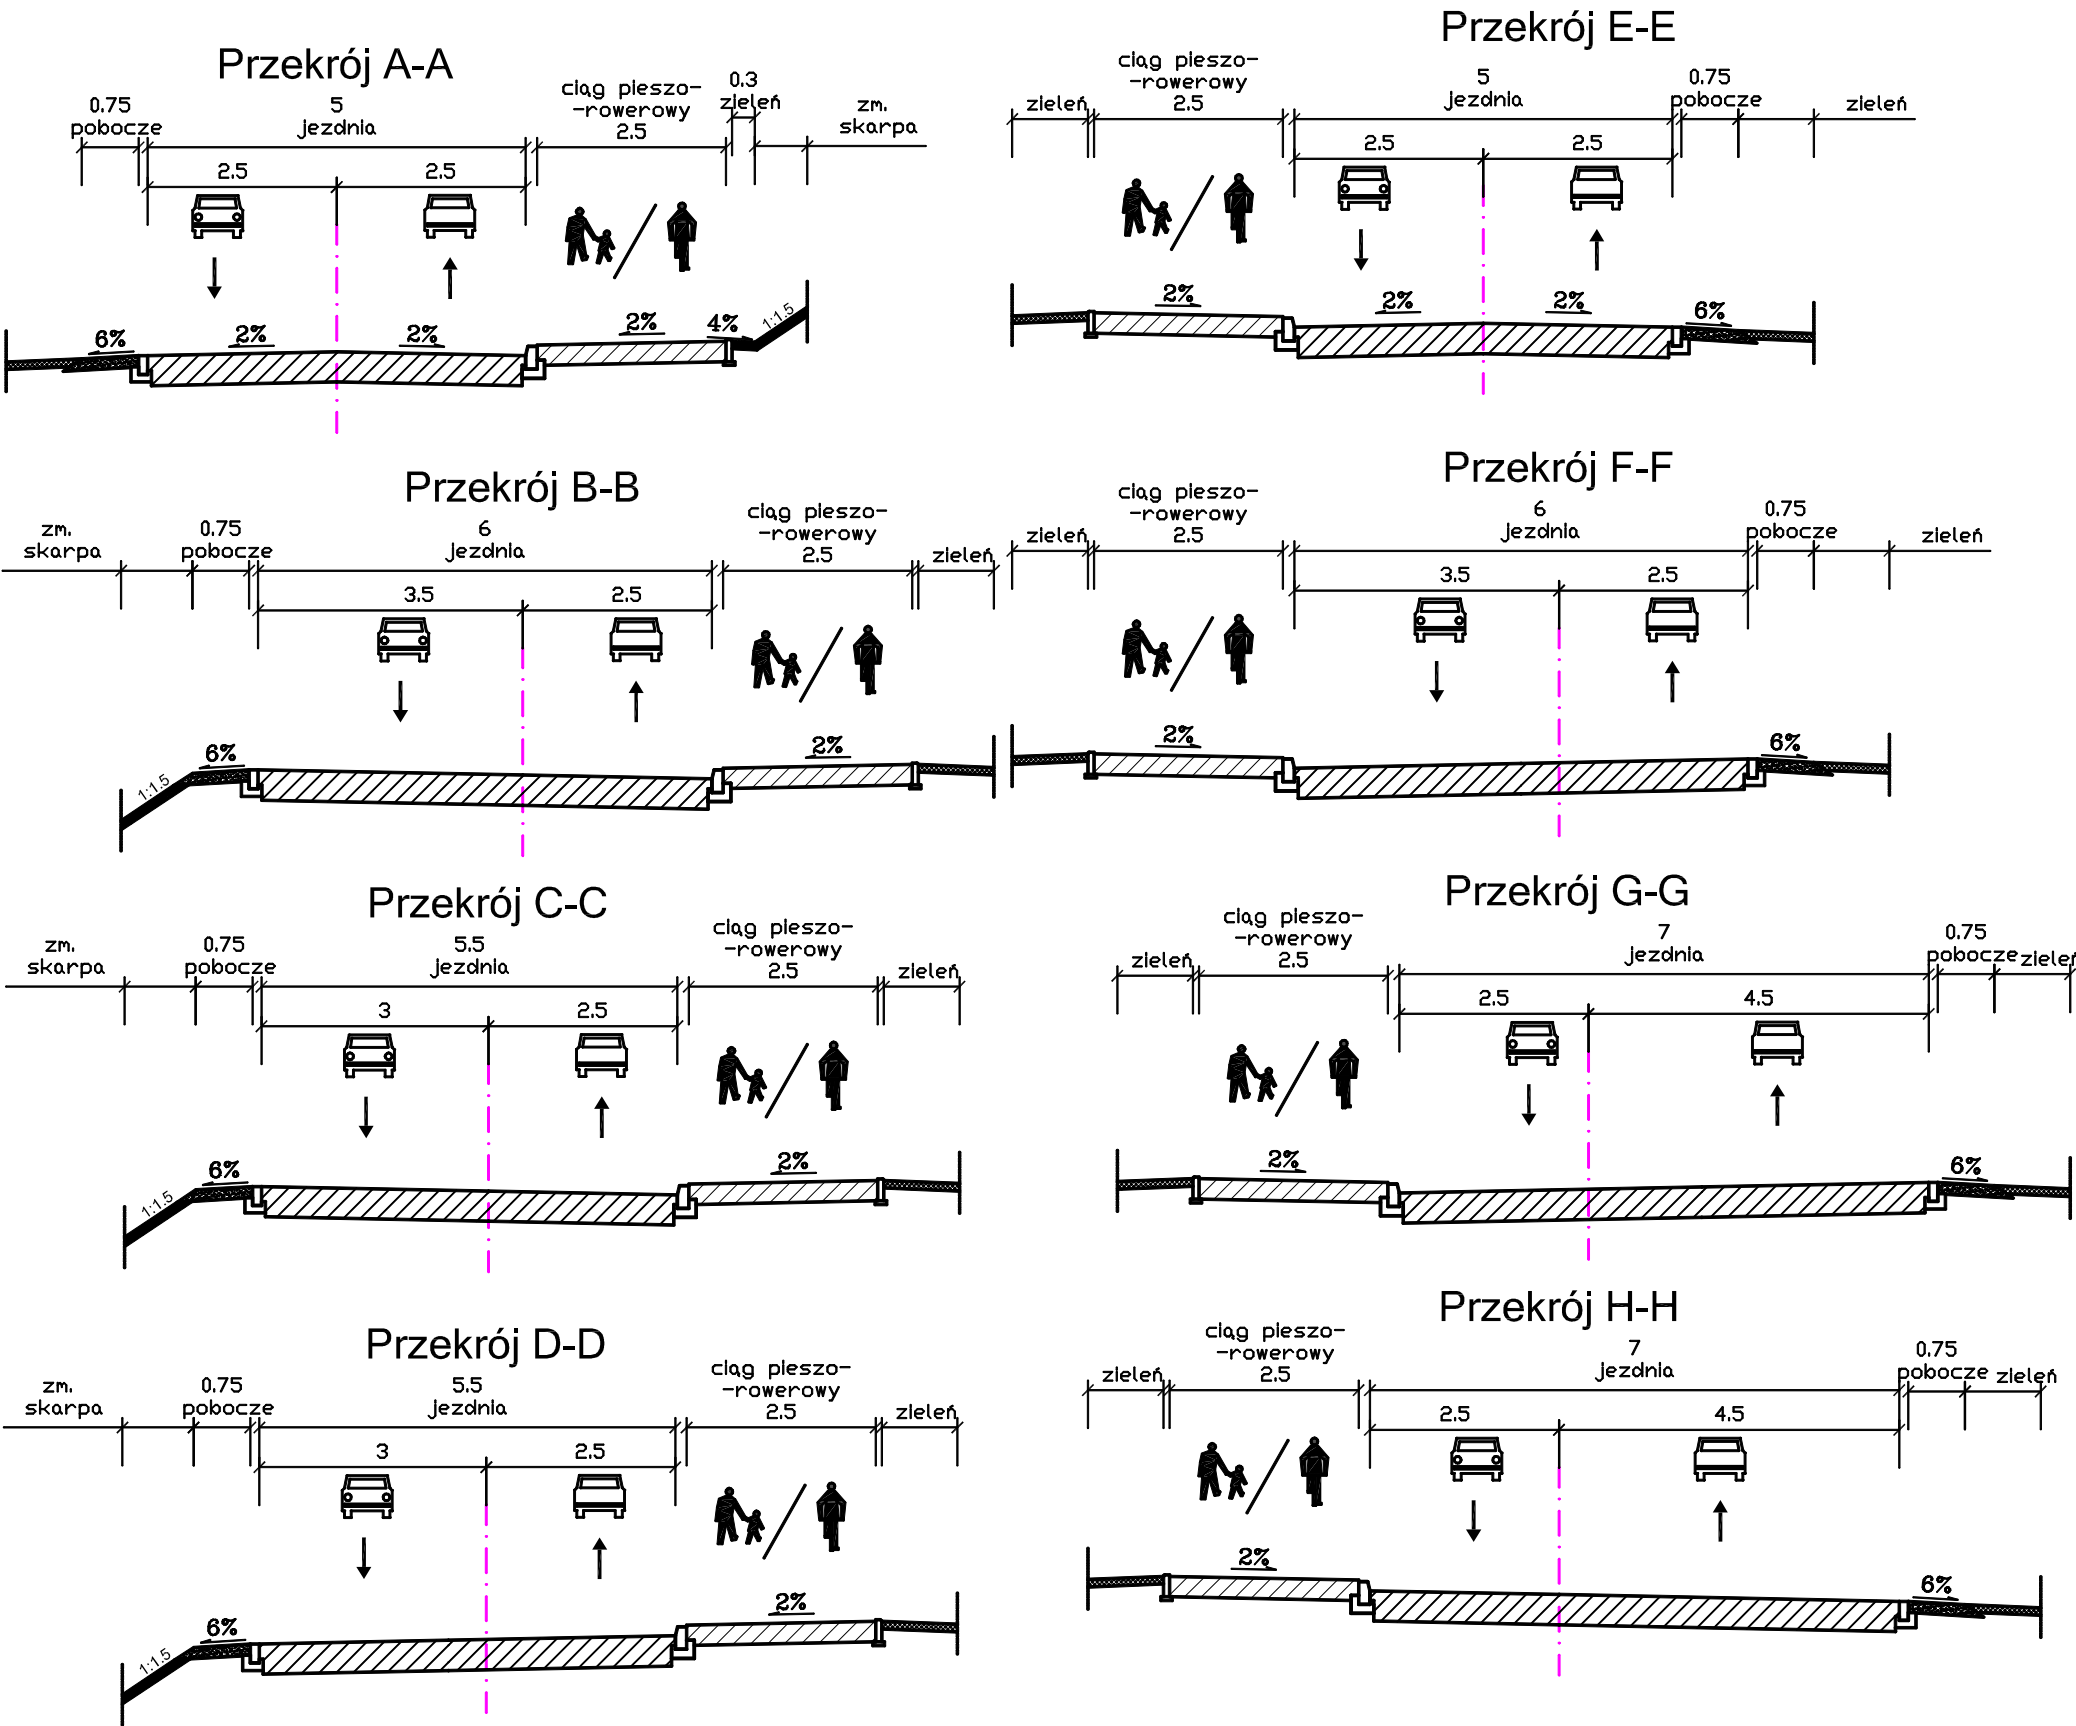 Przekrój A-A
0.75
pobocze
5
jezdnia
ciąg pieszo-
-rowerowy
2.5
0.3
zieleń
zm.
skarpa
2.5
2.5
6%
2%
2%
2%
4%
1:1.5
Przekrój B-B
zm.
skarpa
0.75
pobocze
6
jezdnia
ciąg pieszo-
-rowerowy
2.5
zieleń
3.5
2.5
1:1.5
6%
2%
Przekrój C-C
zm.
skarpa
0.75
pobocze
5.5
jezdnia
ciąg pieszo-
-rowerowy
2.5
zieleń
3
2.5
1:1.5
6%
2%
Przekrój D-D
zm.
skarpa
0.75
pobocze
5.5
jezdnia
ciąg pieszo-
-rowerowy
2.5
zieleń
3
2.5
1:1.5
6%
2%
Przekrój E-E
zieleń
ciąg pieszo-
-rowerowy
2.5
5
jezdnia
0.75
pobocze
zieleń
2.5
2.5
2%
2%
2%
6%
Przekrój F-F
zieleń
ciąg pieszo-
-rowerowy
2.5
6
jezdnia
0.75
pobocze
zieleń
3.5
2.5
2%
6%
Przekrój G-G
zieleń
ciąg pieszo-
-rowerowy
2.5
7
jezdnia
0.75
pobocze
zieleń
2.5
4.5
2%
6%
Przekrój H-H
zieleń
ciąg pieszo-
-rowerowy
2.5
7
jezdnia
0.75
pobocze
zieleń
2.5
4.5
2%
6%